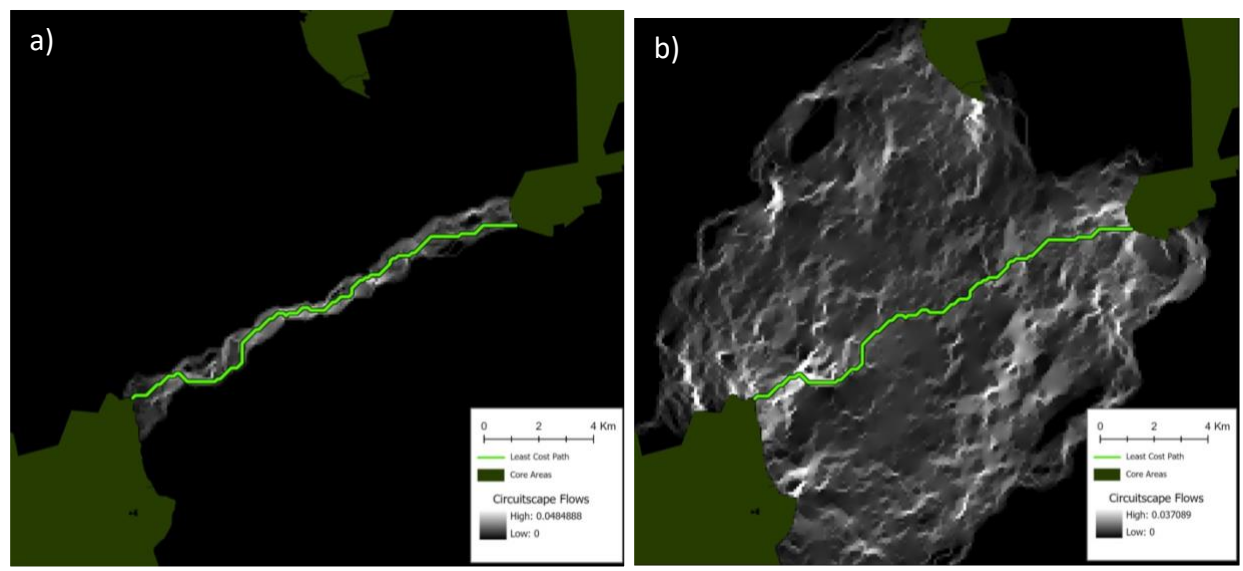 a)
0 2 4 Km
Least Cost Path
Core Areas
Circuitscape Flows
High: 0.0484888
Low: 0
b)
0 2 4 Km
Least Cost Path
Core Areas
Circuitscape Flows
High: 0.037089
Low: 0